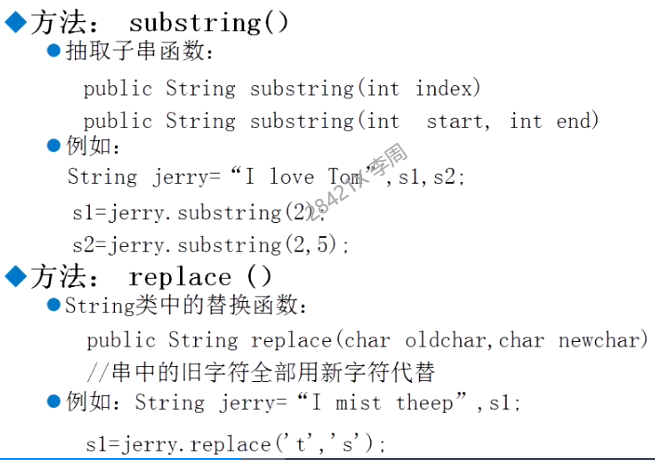 ◆方法： substring()
●抽取子串函数：
public String substring(int index)
public String substring(int start, int end)
●例如：
String jerry=“I love Tom”,s1,s2;
s1=jerry.substring(2);
s2=jerry.substring(2,5);
◆方法： replace ()
●String类中的替换函数：
public String replace(char oldchar,char newchar)
//串中的旧字符全部用新字符代替
●例如：String jerry=“I mist theep”,s1;
s1=jerry.replace('t','s');
28421X 李周